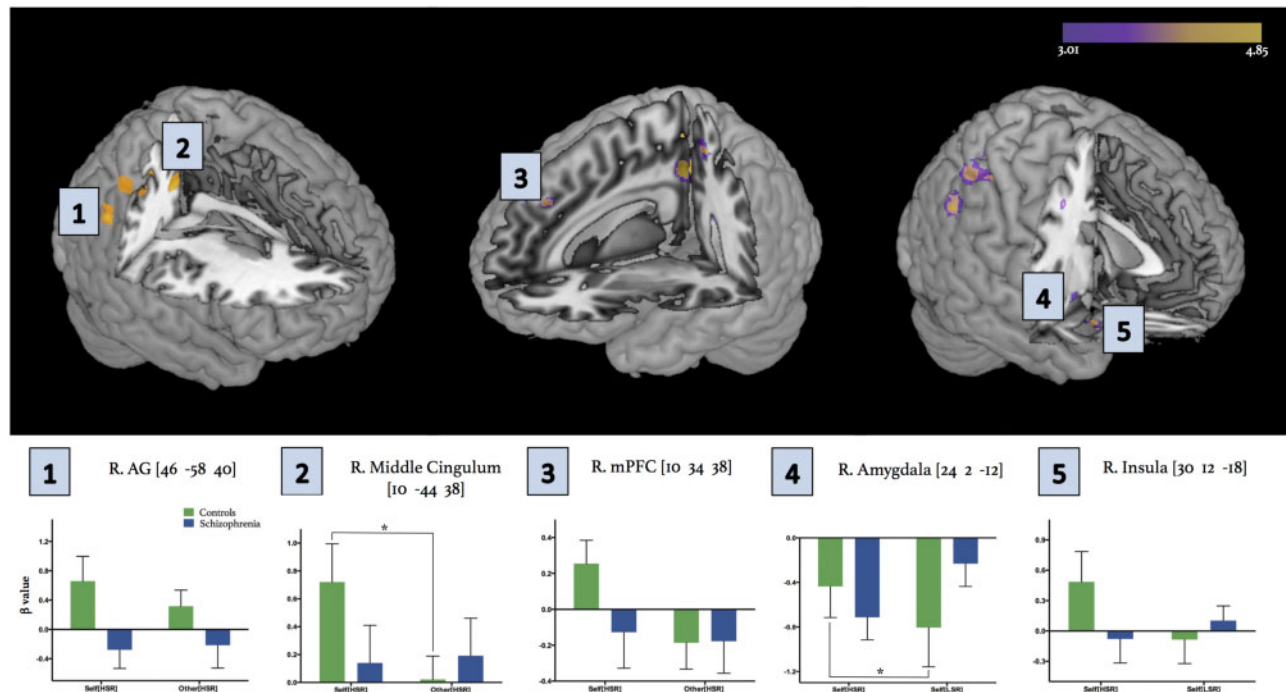 3.01 4.85
2
1
3
4
5
1 R. AG [46 -58 40]
2 R. Middle Cingulum
[10 -44 38]
3 R. mPFC [10 34 38]
4 R. Amygdala [24 2 -12]
5 R. Insula [30 12 -18]
Controls
Schizophrenia
β value
1.2
0.8
0.4
0.0
-0.4
Self[HSR] Other[HSR]
*
1.0
0.8
0.6
0.4
0.2
0.0
Self[HSR] Other[HSR]
0.4
0.2
0.0
-0.2
-0.4
Self[HSR] Other[HSR]
0.0
-0.4
-0.8
-1.2
*
Self[HSR] Self[LSR]
0.9
0.6
0.3
0.0
-0.3
Self[HSR] Self[LSR]